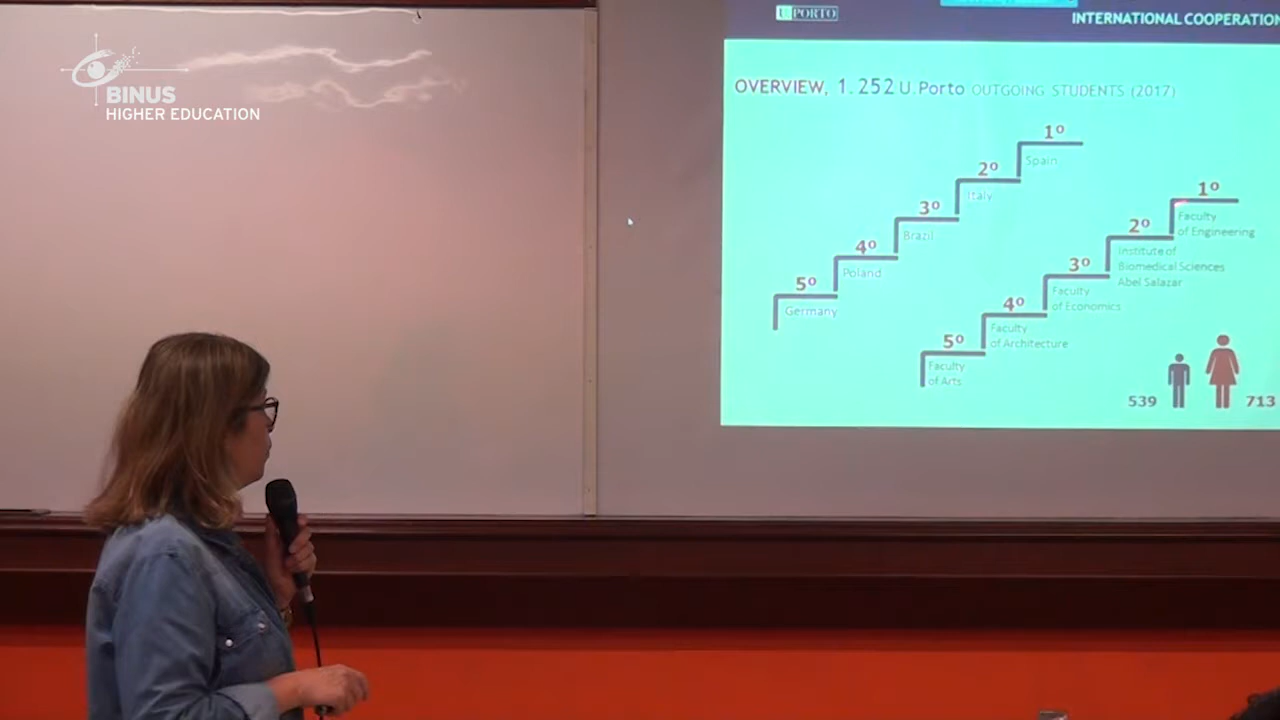 BINUS
HIGHER EDUCATION
U.PORTO
INTERNATIONAL COOPERATION
OVERVIEW, 1.252 U.Porto OUTGOING STUDENTS (2017)
1º
Spain
2º
Italy
3º
Brazil
4º
Poland
5º
Germany
1º
Faculty
of Engineering
2º
Institute of
Biomedical Sciences
Abel Salazar
3º
Faculty
of Economics
4º
Faculty
of Architecture
5º
Faculty
of Arts
539
713